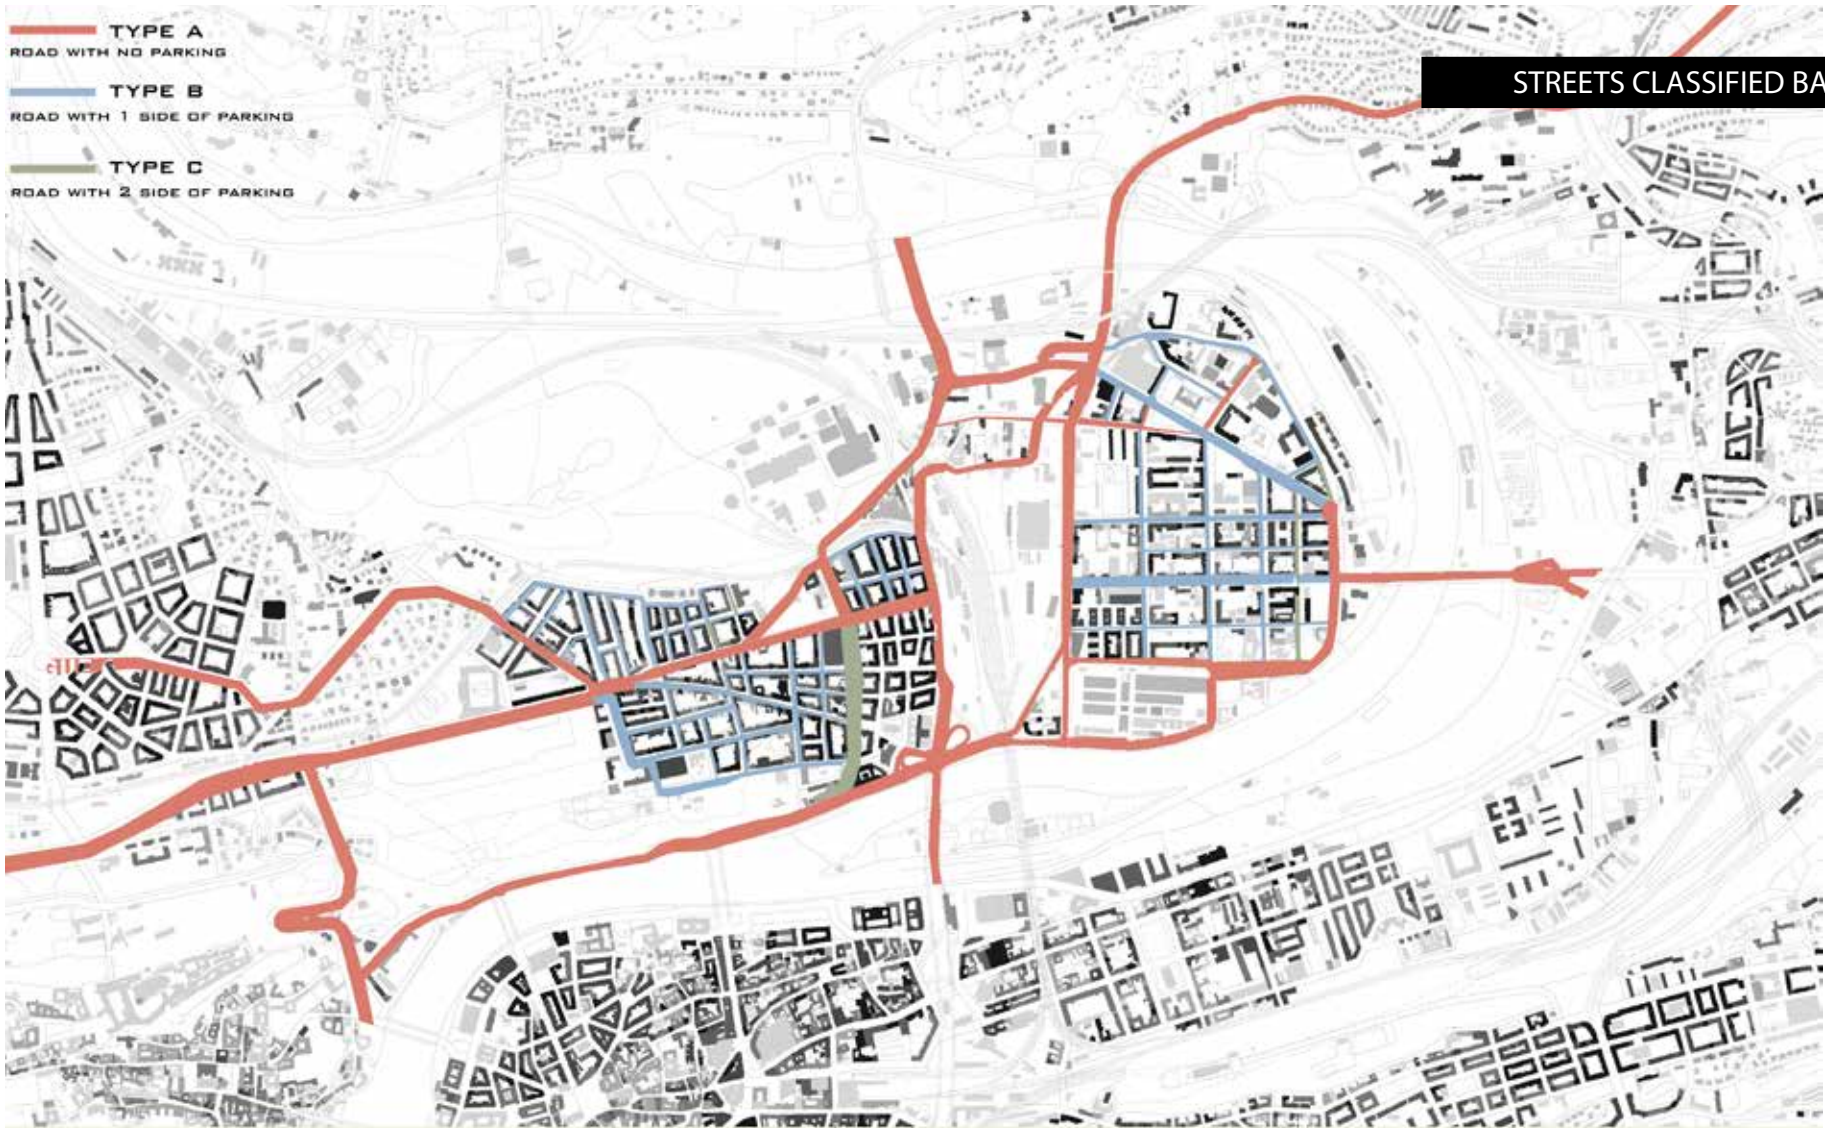 TYPE A
ROAD WITH NO PARKING
TYPE B
ROAD WITH 1 SIDE OF PARKING
TYPE C
ROAD WITH 2 SIDE OF PARKING
STREETS CLASSIFIED BA